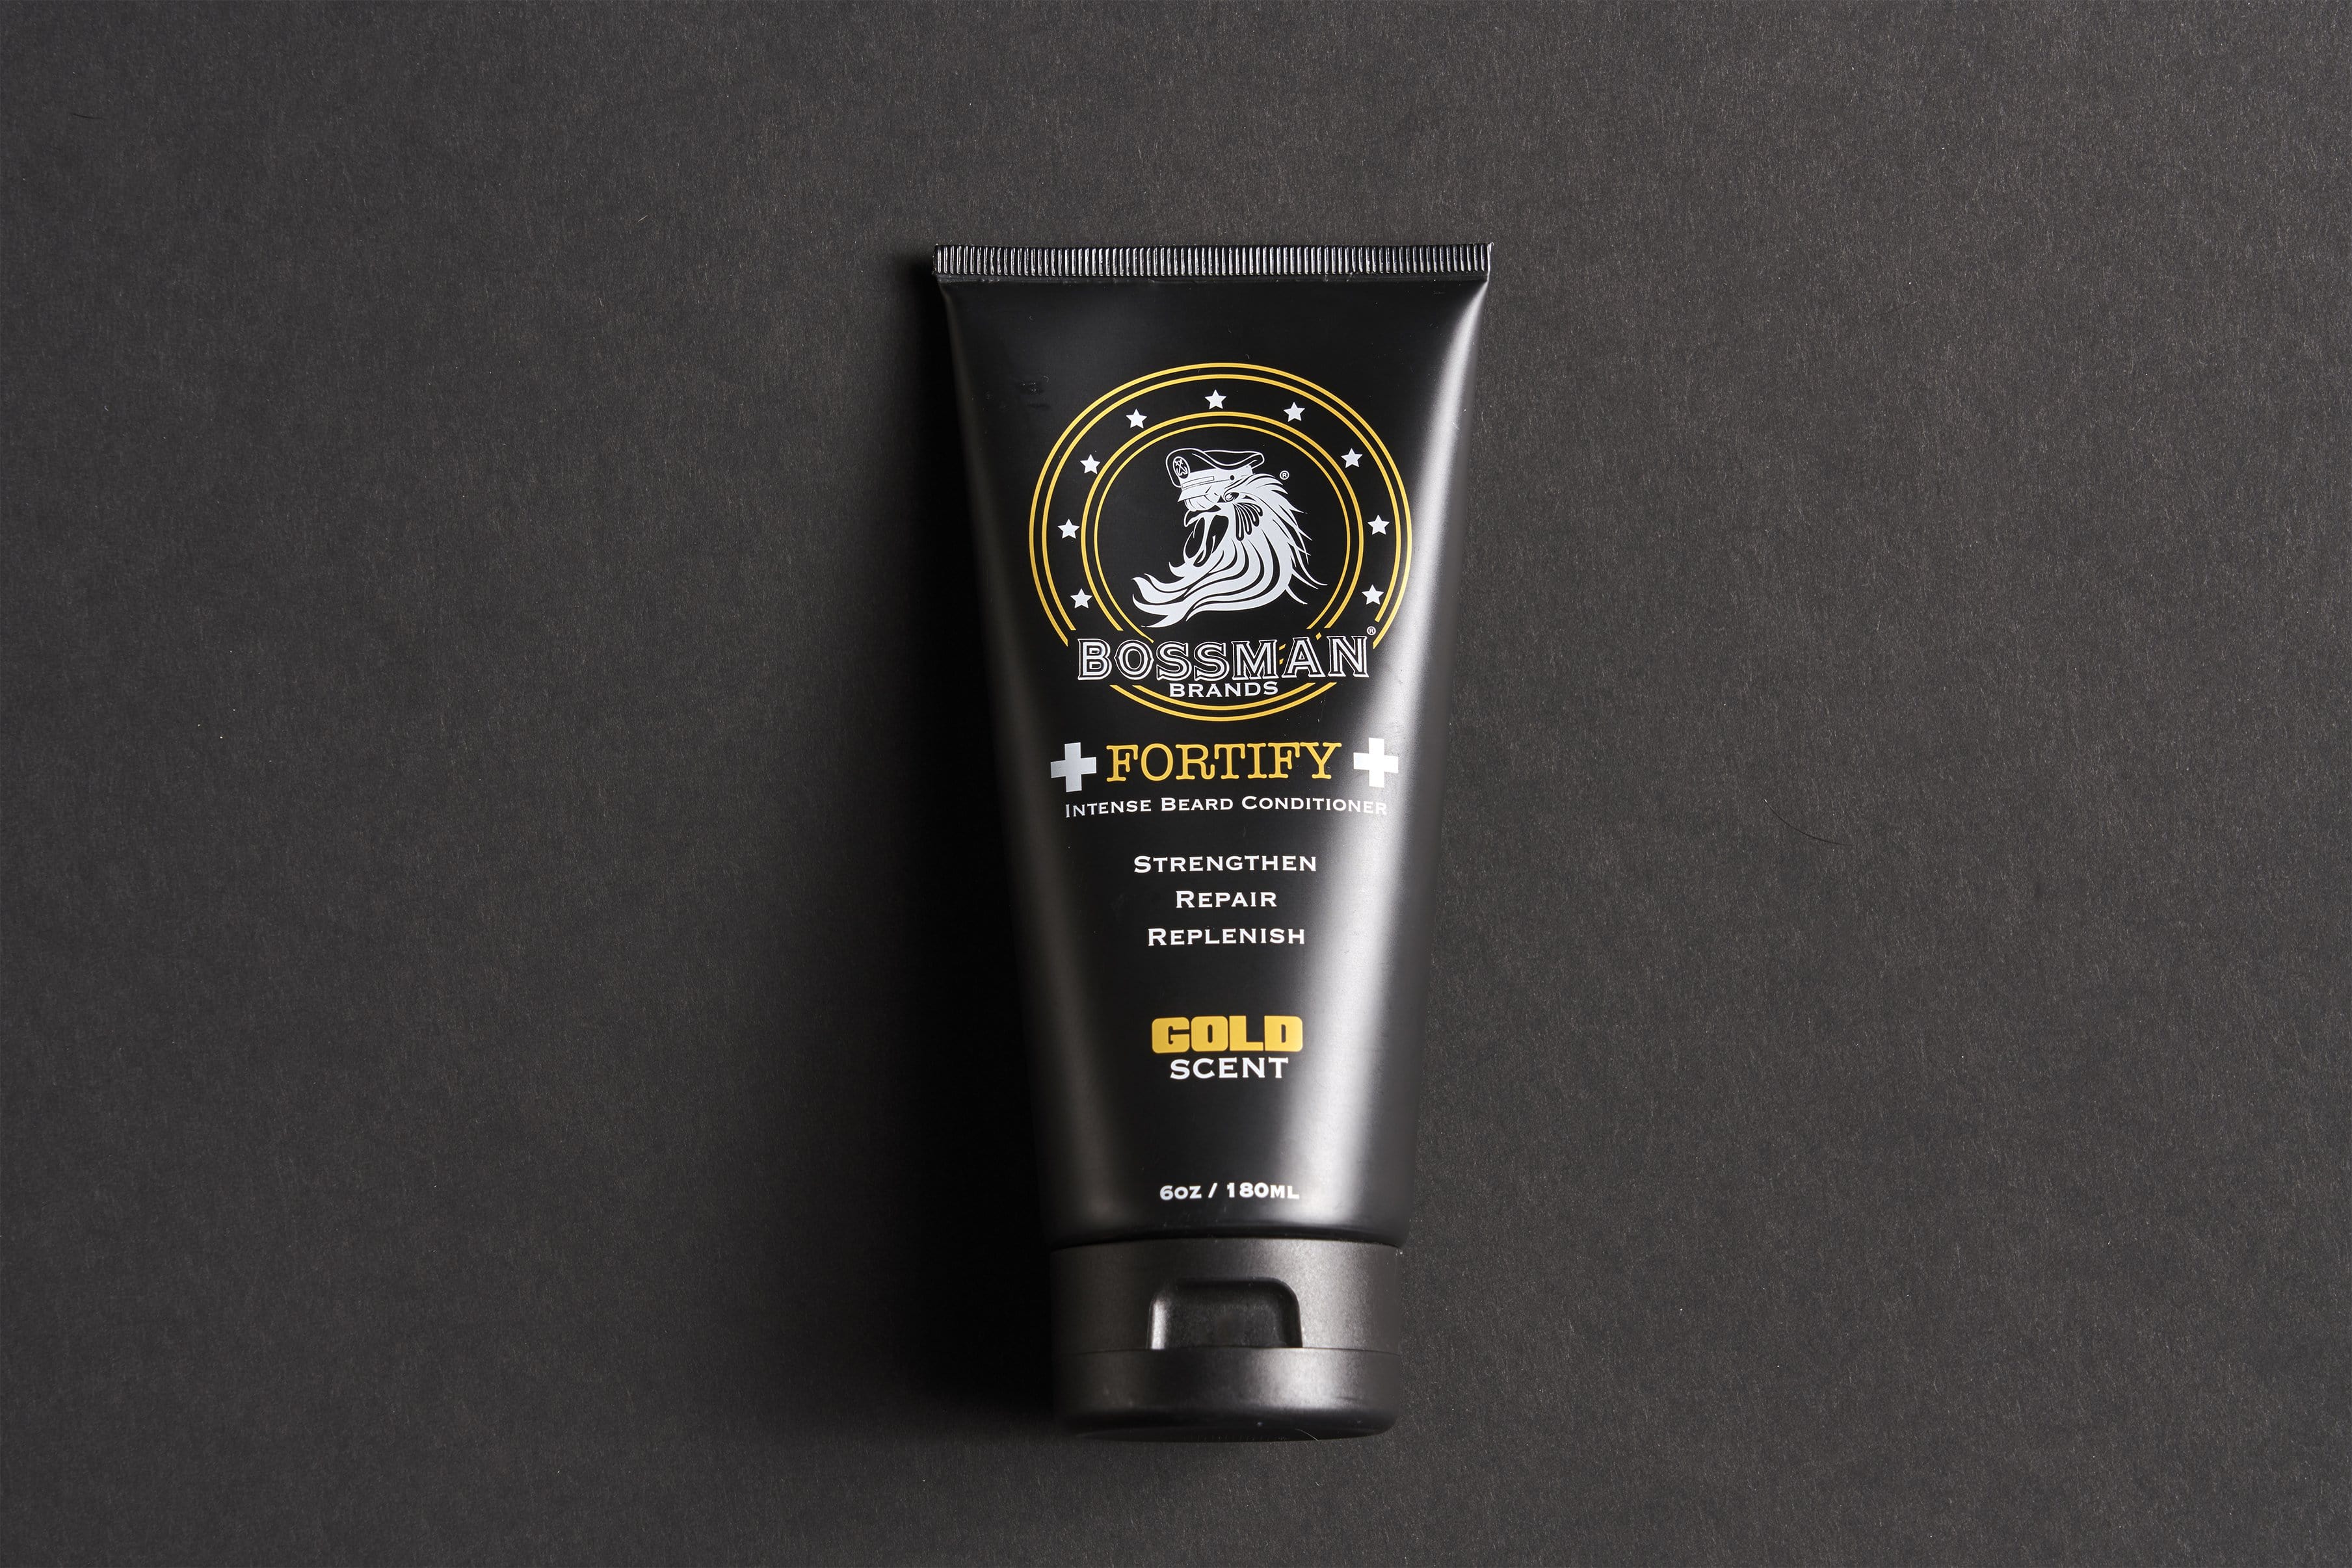 ®
BOSSMAN®
BRANDS
FORTIFY
INTENSE BEARD CONDITIONER
STRENGTHEN
REPAIR
REPLENISH
GOLD
SCENT
6OZ / 180ML